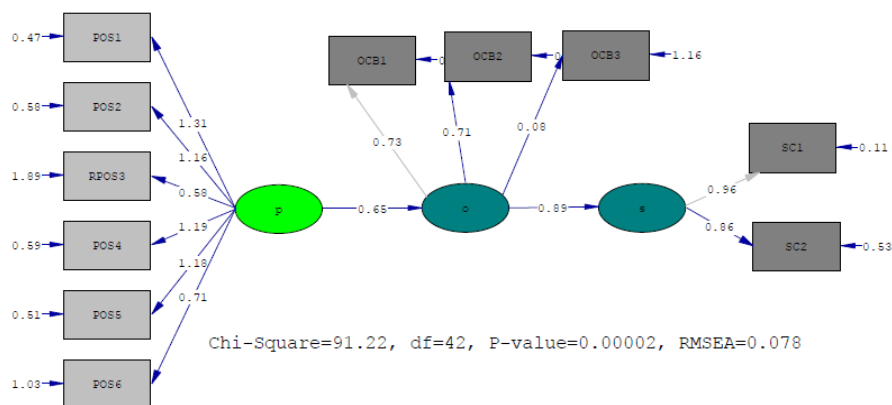 0.47 POS1
OCB1 0 OCB2 0 OCB3 1.16
0.58 POS2
1.31
1.16
0.73
0.71
0.08
SC1 0.11
1.89 RPOS3
0.58
0.96
p 0.65 o 0.89 s
1.19
0.86
0.59 POS4
1.18
SC2 0.53
0.71
0.51 POS5
Chi-Square=91.22, df=42, P-value=0.00002, RMSEA=0.078
1.03 POS6